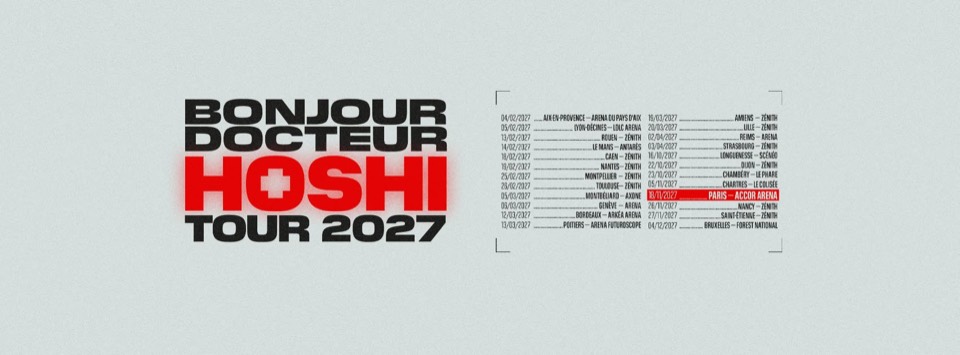 BONJOUR
DOCTEUR
HOSHI
TOUR 2027
04/02/2027 AIX-EN-PROVENCE – ARENA DU PAYS D'AIX
05/02/2027 LYON-DÉCINES – LDLC ARENA
13/02/2027 ROUEN – ZÉNITH
14/02/2027 LE MANS – ANTARÈS
18/02/2027 CAEN – ZÉNITH
19/02/2027 NANTES – ZÉNITH
25/02/2027 MONTPELLIER – ZÉNITH
26/02/2027 TOULOUSE – ZÉNITH
05/03/2027 MONTBÉLIARD – AXONE
06/03/2027 GENÈVE – ARENA
12/03/2027 BORDEAUX – ARKÉA ARENA
13/03/2027 POITIERS – ARENA FUTUROSCOPE
19/03/2027 AMIENS – ZÉNITH
20/03/2027 LILLE – ZÉNITH
02/04/2027 REIMS – ARENA
03/04/2027 STRASBOURG – ZÉNITH
16/10/2027 LONGUENESSE – SCÉNÉO
22/10/2027 DIJON – ZÉNITH
23/10/2027 CHAMBÉRY – LE PHARE
05/11/2027 CHARTRES – LE COLISÉE
PARIS – ACCOR ARENA
26/11/2027 NANCY – ZÉNITH
27/11/2027 SAINT-ÉTIENNE – ZÉNITH
04/12/2027 BRUXELLES – FOREST NATIONAL